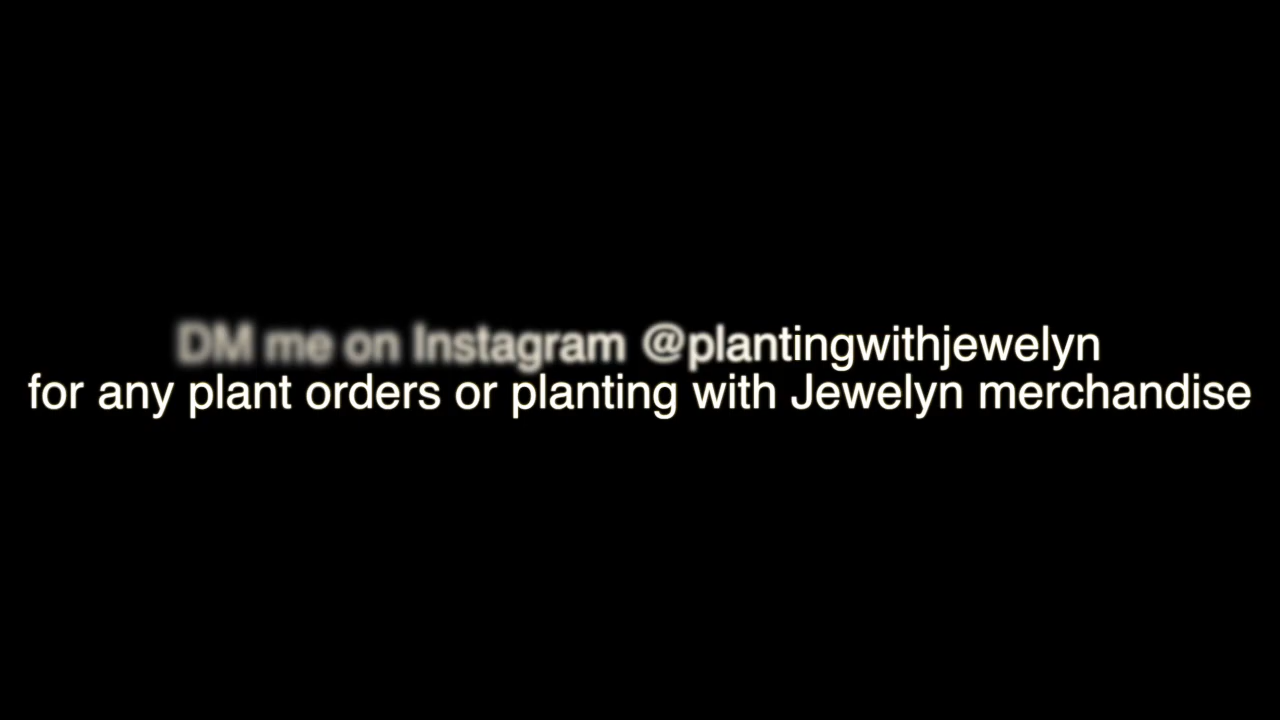 DM me on Instagram @plantingwithjewelyn
for any plant orders or planting with Jewelyn merchandise